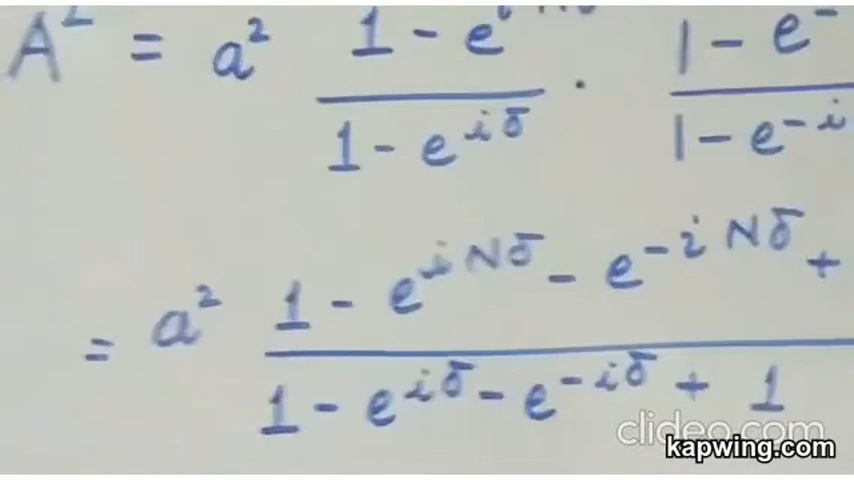 A² = a² 1 - e^i / 1 - e^iδ · 1 - e^- / 1 - e^-i
= a² 1 - e^iNδ - e^-iNδ + / 1 - e^iδ - e^-iδ + 1
clideo.com
kapwing.com